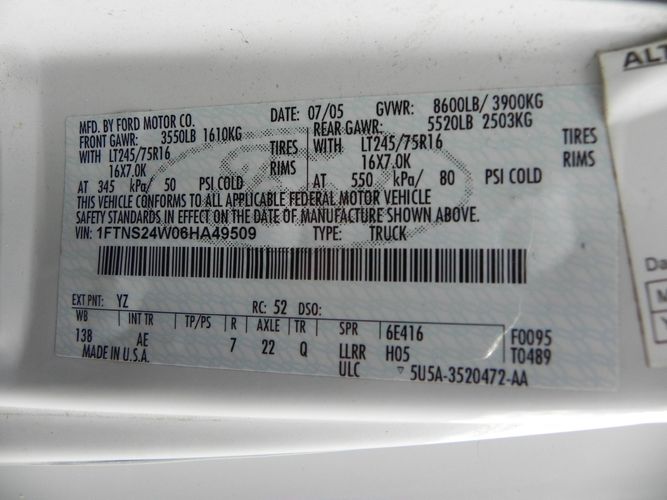 MFD. BY FORD MOTOR CO.
DATE: 07/05 GVWR: 8600LB/ 3900KG
FRONT GAWR: 3550LB 1610KG
REAR GAWR: 5520LB 2503KG
WITH LT245/75R16 TIRES
WITH LT245/75R16 TIRES
16X7.0K RIMS
16X7.0K RIMS
AT 345 kPa/ 50 PSI COLD
AT 550 kPa/ 80 PSI COLD
THIS VEHICLE CONFORMS TO ALL APPLICABLE FEDERAL MOTOR VEHICLE
SAFETY STANDARDS IN EFFECT ON THE DATE OF MANUFACTURE SHOWN ABOVE.
VIN: 1FTNS24W06HA49509 TYPE: TRUCK
EXT PNT: YZ RC: 52 DSO:
WB INT TR TP/PS R AXLE TR SPR 6E416 F0095
138 AE 7 22 Q LLRR H05 T0489
MADE IN U.S.A. ULC ▽ 5U5A-3520472-AA
ALT
Da